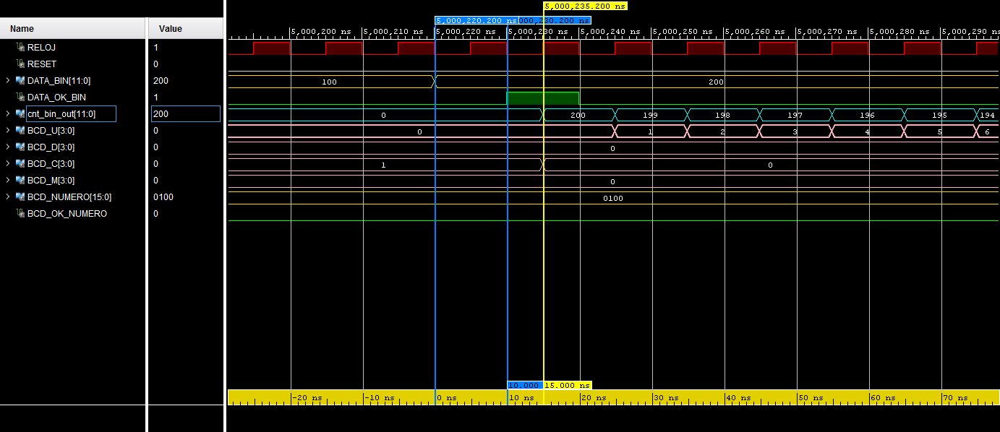 5,000,235.200 ns
5,000,220.200 ns
Name Value
5,000,200 ns 5,000,210 ns 5,000,220 ns 5,000,230 ns 5,000,240 ns 5,000,250 ns 5,000,260 ns 5,000,270 ns 5,000,280 ns 5,000,290 ns
RELOJ 1
RESET 0
DATA_BIN[11:0] 200 100 200
DATA_OK_BIN 1
cnt_bin_out[11:0] 200 0 200 199 198 197 196 195 194
BCD_U[3:0] 0 0 1 2 3 4 5 6
BCD_D[3:0] 0 0
BCD_C[3:0] 0 1 0
BCD_M[3:0] 0 0
BCD_NUMERO[15:0] 0100 0100
BCD_OK_NUMERO 0
10.000 15.000 ns
-20 ns -10 ns 0 ns 10 ns 20 ns 30 ns 40 ns 50 ns 60 ns 70 ns